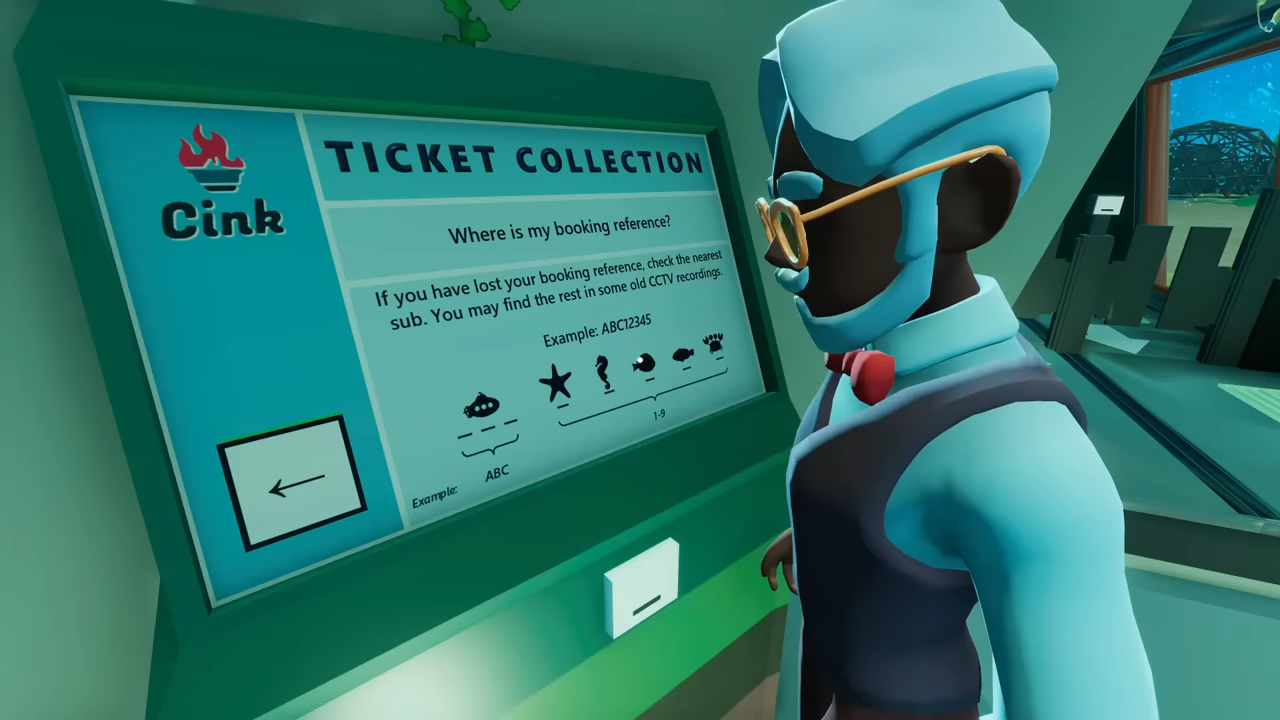 Cink
TICKET COLLECTION
Where is my booking reference?
If you have lost your booking reference, check the nearest
sub. You may find the rest in some old CCTV recordings.
Example: ABC12345
1-9
ABC
Example: